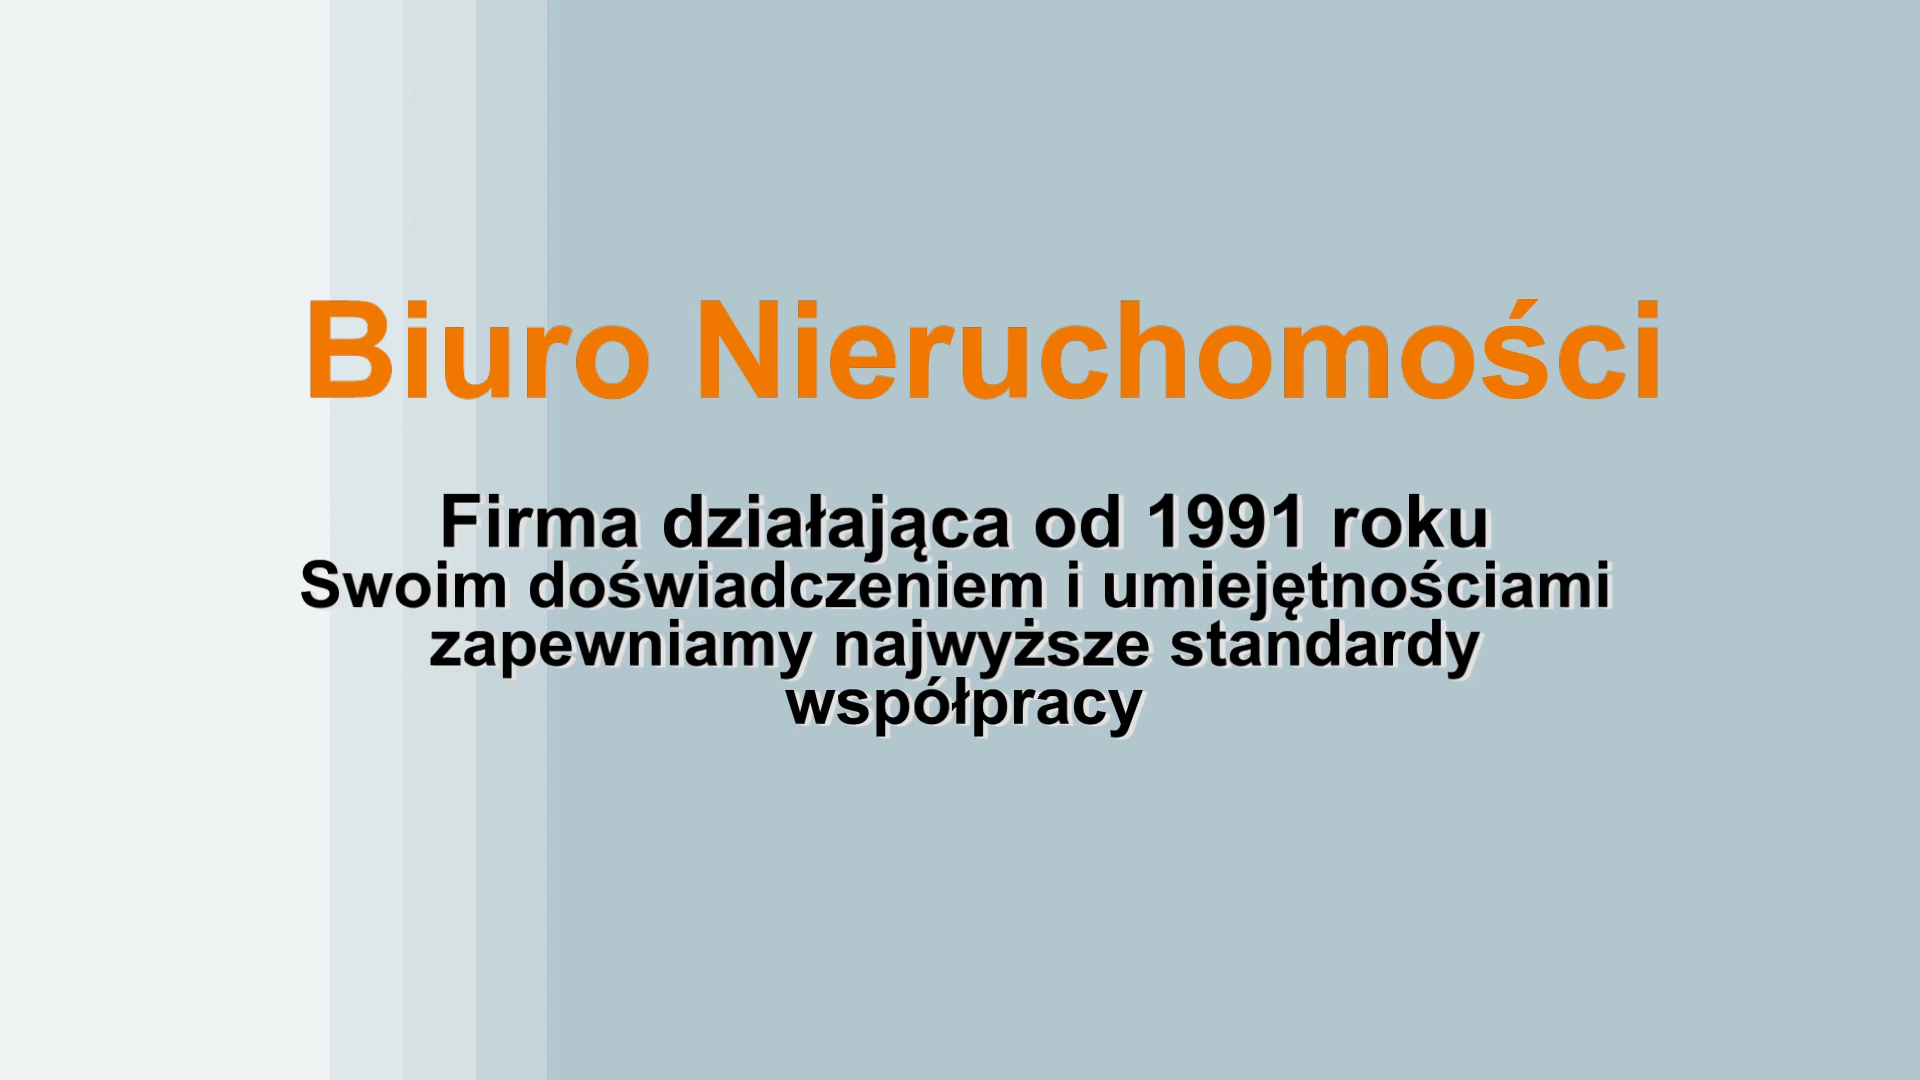 Biuro Nieruchomości
Firma działająca od 1991 roku
Swoim doświadczeniem i umiejętnościami
zapewniamy najwyższe standardy
współpracy